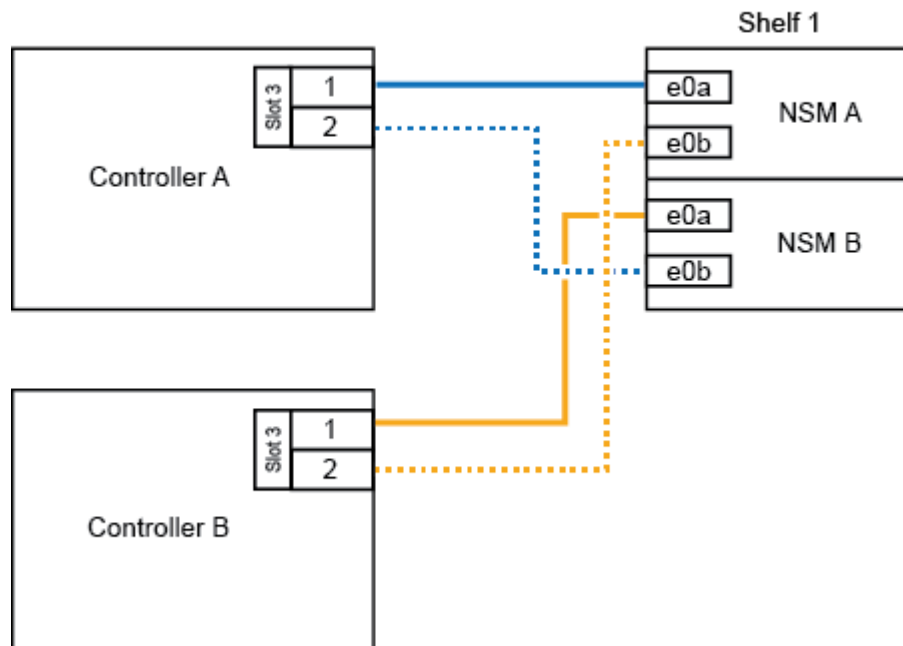 Shelf 1
Slot 3
1
2
Controller A
e0a
e0b
NSM A
e0a
e0b
NSM B
Slot 3
1
2
Controller B